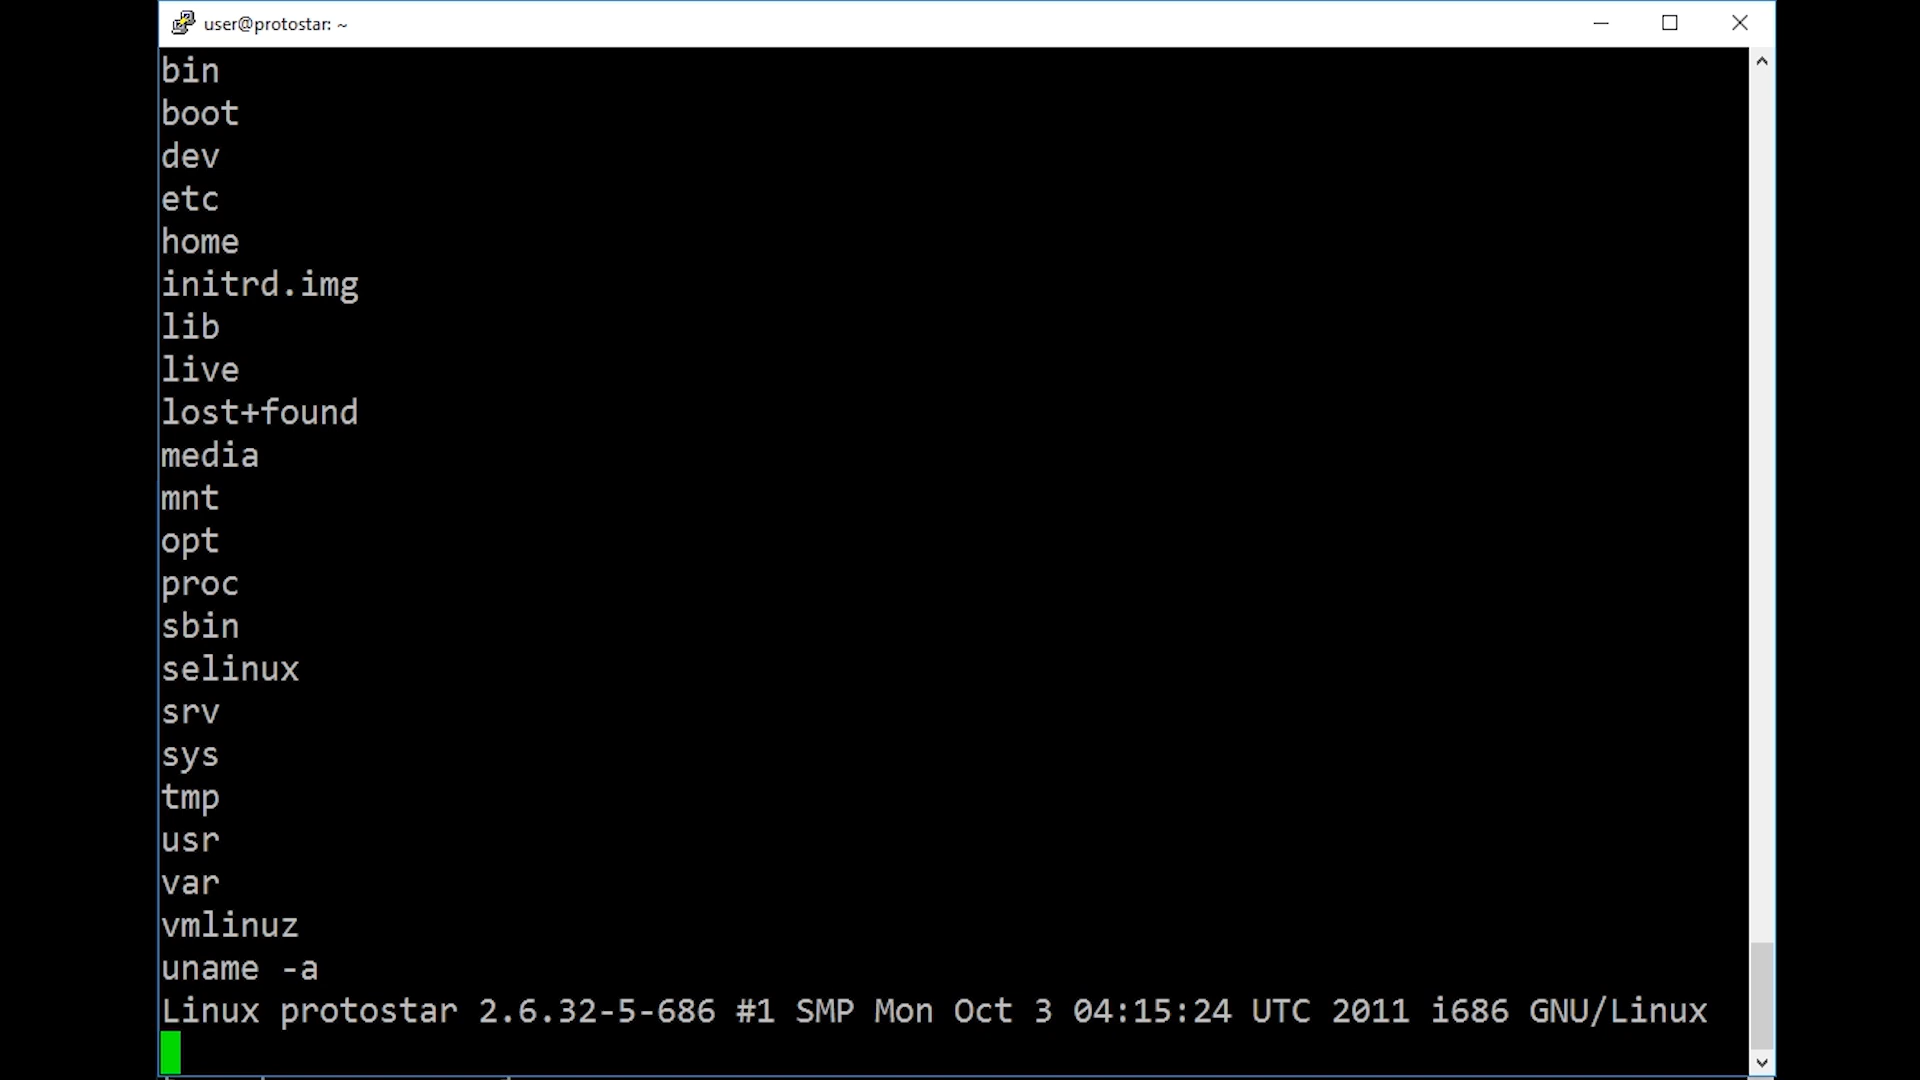 user@protostar: ~
bin
boot
dev
etc
home
initrd.img
lib
live
lost+found
media
mnt
opt
proc
sbin
selinux
srv
sys
tmp
usr
var
vmlinuz
uname -a
Linux protostar 2.6.32-5-686 #1 SMP Mon Oct 3 04:15:24 UTC 2011 i686 GNU/Linux